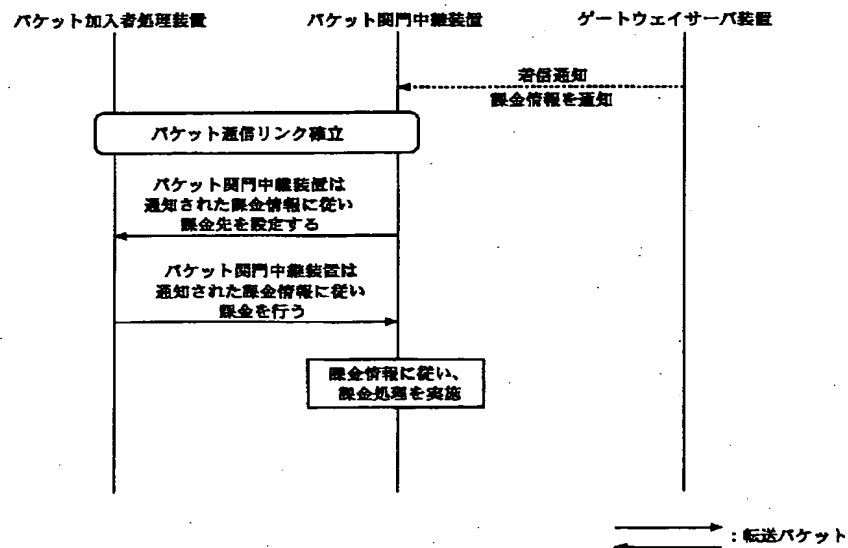 パケット加入者処理装置
パケット関門中継装置
ゲートウェイサーバ装置
着信通知
課金情報を通知
パケット通信リンク確立
パケット関門中継装置は
通知された課金情報に従い
課金先を設定する
パケット関門中継装置は
通知された課金情報に従い
課金を行う
課金情報に従い、
課金処理を実施
：転送パケット